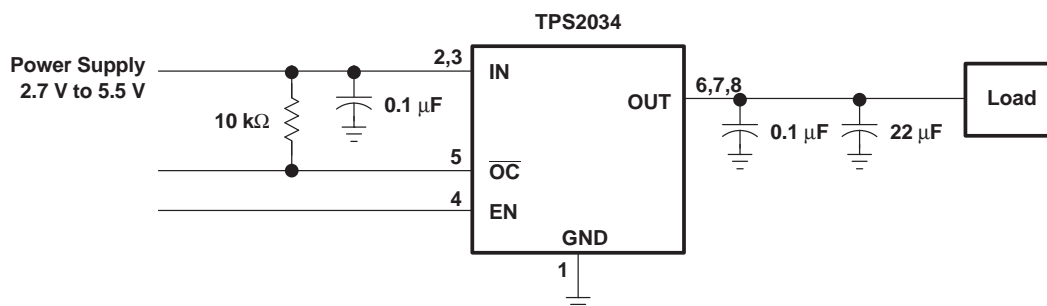 TPS2034
Power Supply
2.7 V to 5.5 V
2,3
IN
10 kΩ
0.1 μF
OUT
6,7,8
0.1 μF
22 μF
Load
5
O̅C̅
4
EN
GND
1